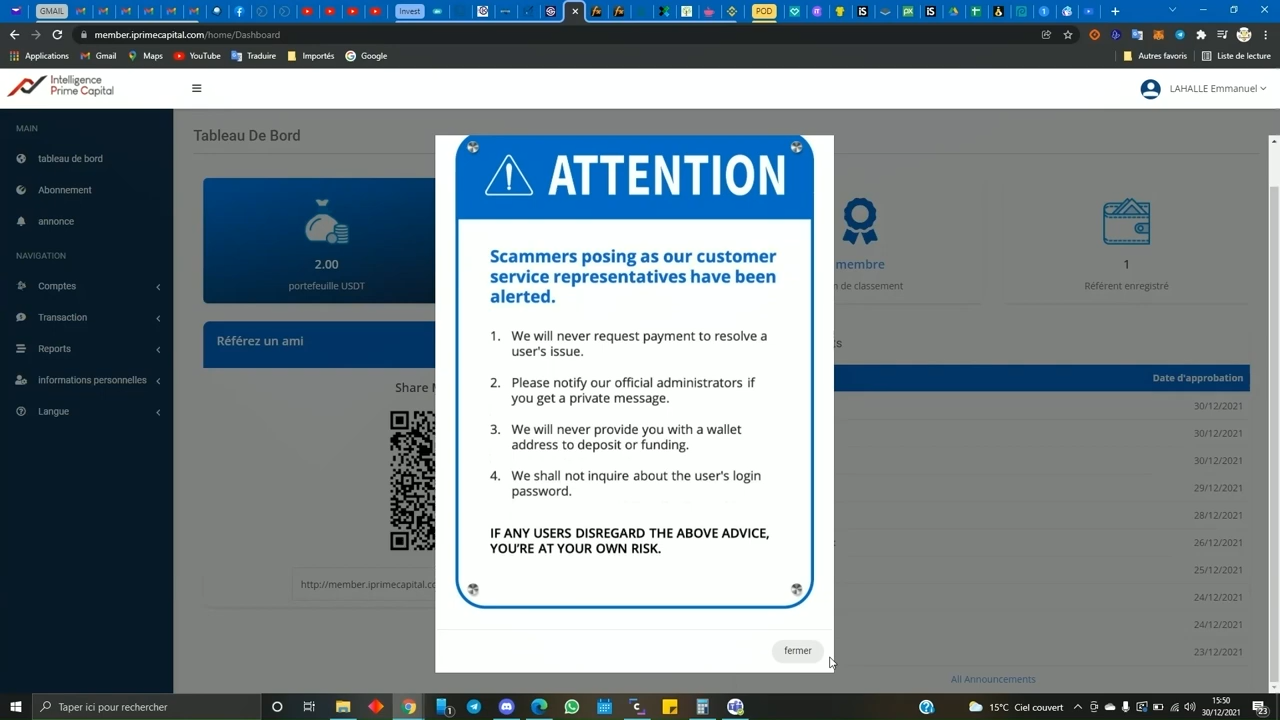 GMAIL
Invest
POD
member.iprimecapital.com/home/Dashboard
Applications
Gmail
Maps
YouTube
Traduire
Importés
Google
Autres favoris
Liste de lecture
Intelligence
Prime Capital
LAHALLE Emmanuel
MAIN
tableau de bord
Abonnement
annonce
NAVIGATION
Comptes
Transaction
Reports
informations personnelles
Langue
Tableau De Bord
2.00
portefeuille USDT
membre
n de classement
1
Référent enregistré
Référez un ami
Share M
http://member.iprimecapital.co
ATTENTION
Scammers posing as our customer
service representatives have been
alerted.
1. We will never request payment to resolve a
user's issue.
2. Please notify our official administrators if
you get a private message.
3. We will never provide you with a wallet
address to deposit or funding.
4. We shall not inquire about the user's login
password.
IF ANY USERS DISREGARD THE ABOVE ADVICE,
YOU'RE AT YOUR OWN RISK.
fermer
Date d'approbation
30/12/2021
30/12/2021
30/12/2021
29/12/2021
28/12/2021
26/12/2021
25/12/2021
24/12/2021
24/12/2021
23/12/2021
All Announcements
Taper ici pour rechercher
15°C Ciel couvert
15:50
30/12/2021